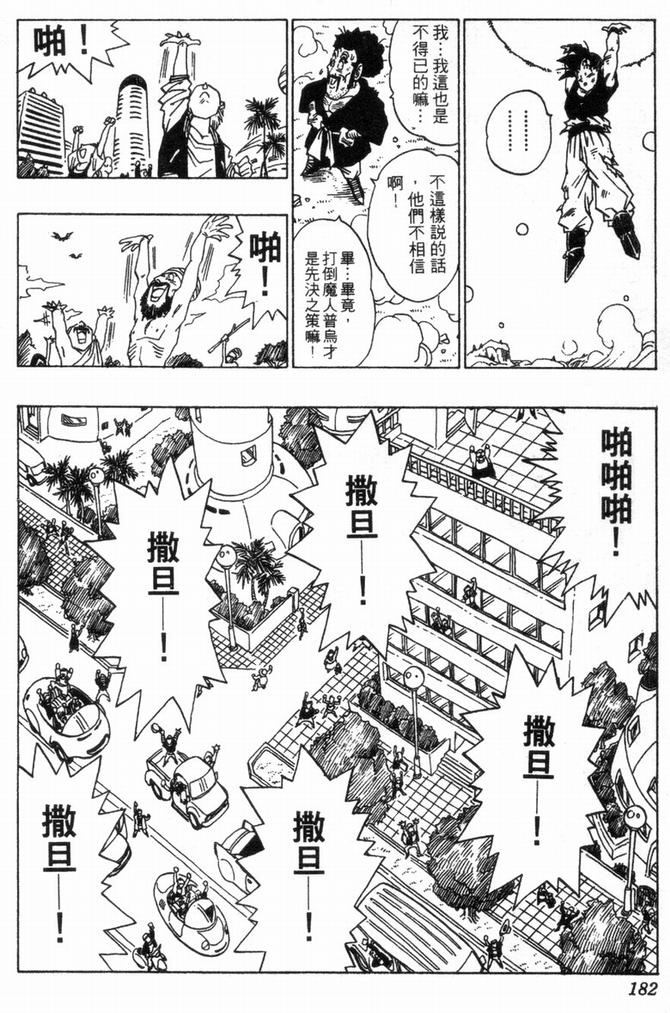 ………
我…我這也是
不得已的嘛…
不這樣說的話
，他們不相信
啊！
畢…畢竟，
打倒魔人普烏才
是先決之策嘛！
啪！
啪！
啪啪啪！
撒旦——！
撒旦——！
撒旦——！
撒旦——！
撒旦——！
182